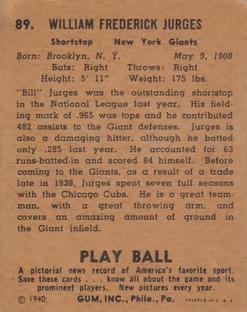 89. WILLIAM FREDERICK JURGES
Shortstop New York Giants
Born: Brooklyn, N. Y. May 9, 1908
Bats: Right Throws: Right
Height: 5' 11" Weight: 175 lbs.
"Bill" Jurges was the outstanding shortstop
in the National League last year. His field-
ing mark of .965 was tops and he contributed
482 assists to the Giant defenses. Jurges is
also a damaging hitter, although he batted
only .285 last year. He accounted for 63
runs-batted-in and scored 84 himself. Before
coming to the Giants, as a result of a trade
late in 1938, Jurges spent seven full seasons
with the Chicago Cubs. He is a great team-
man, with a great throwing arm, and
covers an amazing amount of ground in
the Giant infield.
PLAY BALL
A pictorial news record of America's favorite sport.
Save these cards . . . know all about the game and its
prominent players. New pictures every year.
© 1940 GUM, INC., Phila., Pa. PRINTED IN U. S. A.